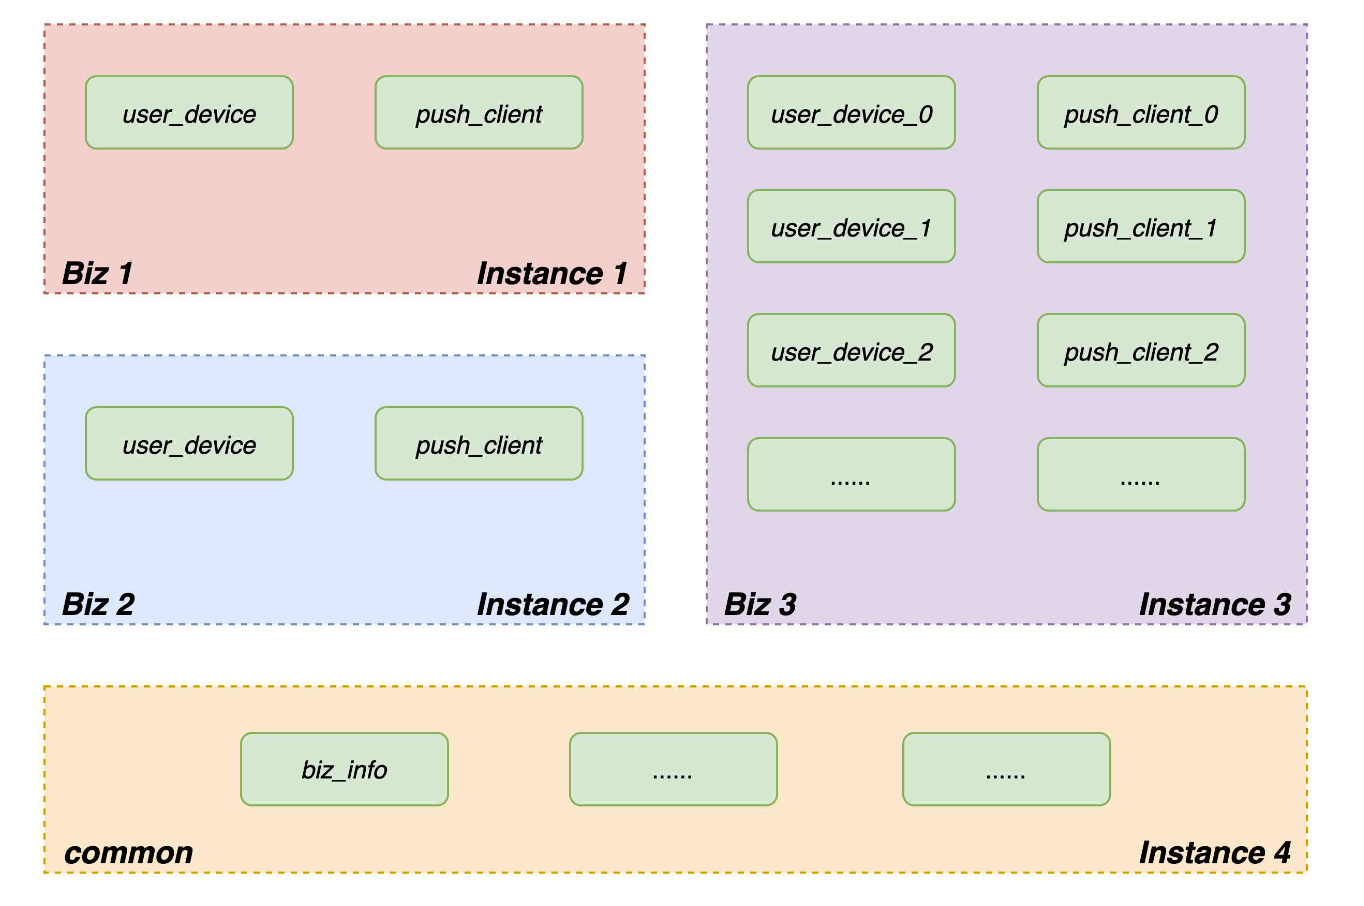 user_device
push_client
Biz 1
Instance 1
user_device
push_client
Biz 2
Instance 2
user_device_0
push_client_0
user_device_1
push_client_1
user_device_2
push_client_2
......
......
Biz 3
Instance 3
biz_info
......
......
common
Instance 4